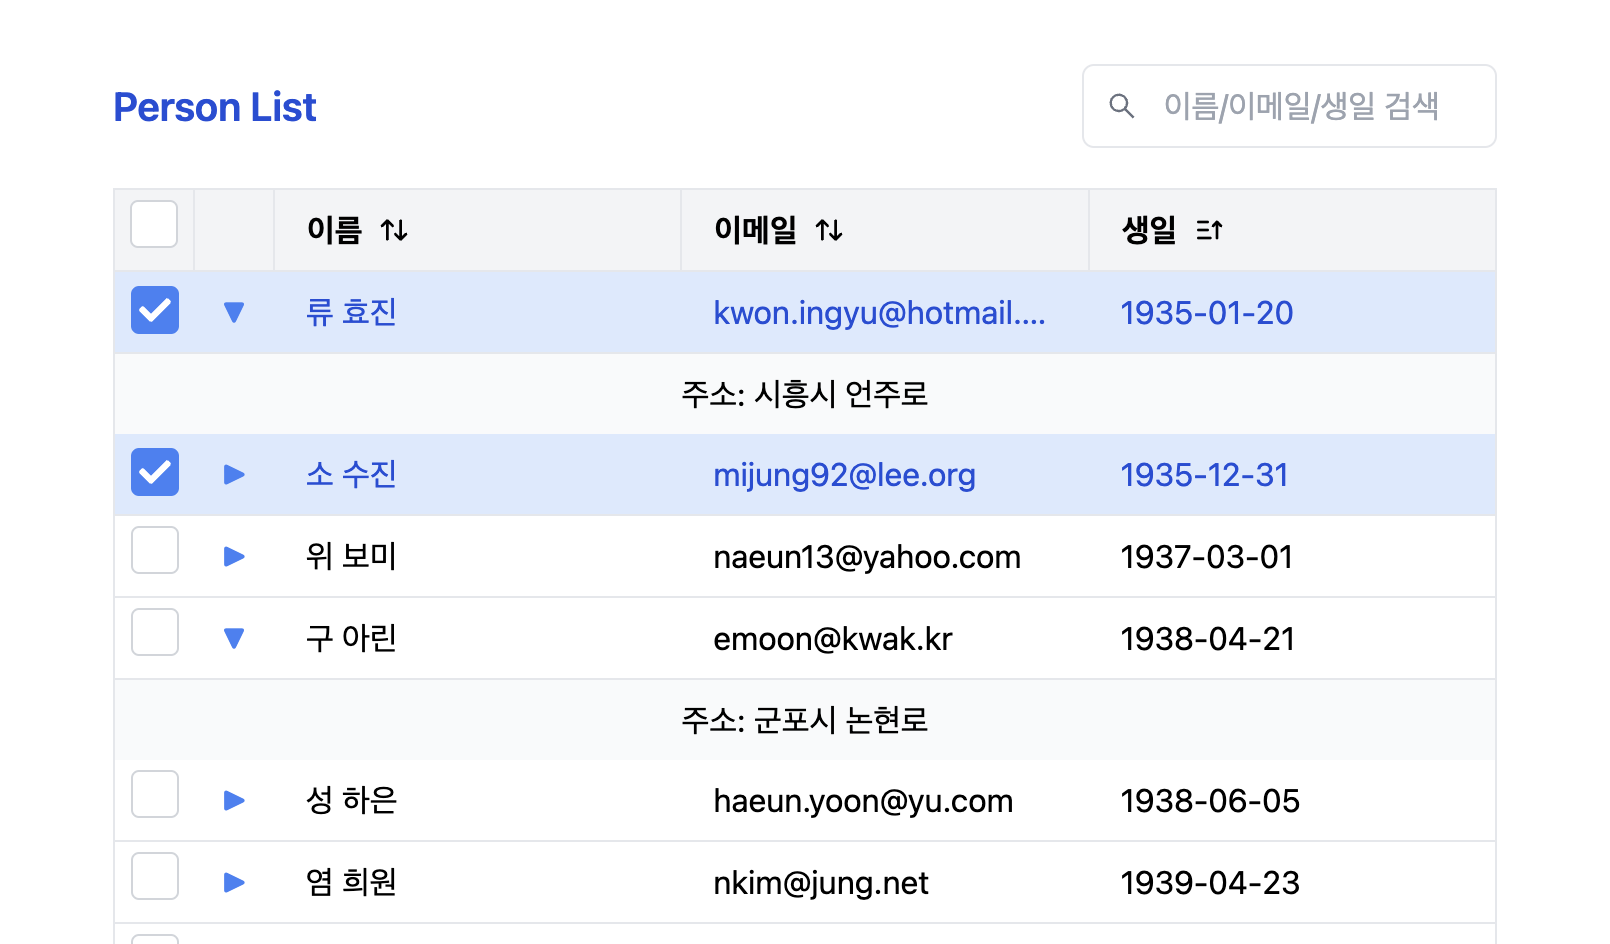 Person List
이름/이메일/생일 검색
이름 이메일 생일
류 효진 kwon.ingyu@hotmail.... 1935-01-20
주소: 시흥시 언주로
소 수진 mijung92@lee.org 1935-12-31
위 보미 naeun13@yahoo.com 1937-03-01
구 아린 emoon@kwak.kr 1938-04-21
주소: 군포시 논현로
성 하은 haeun.yoon@yu.com 1938-06-05
염 희원 nkim@jung.net 1939-04-23